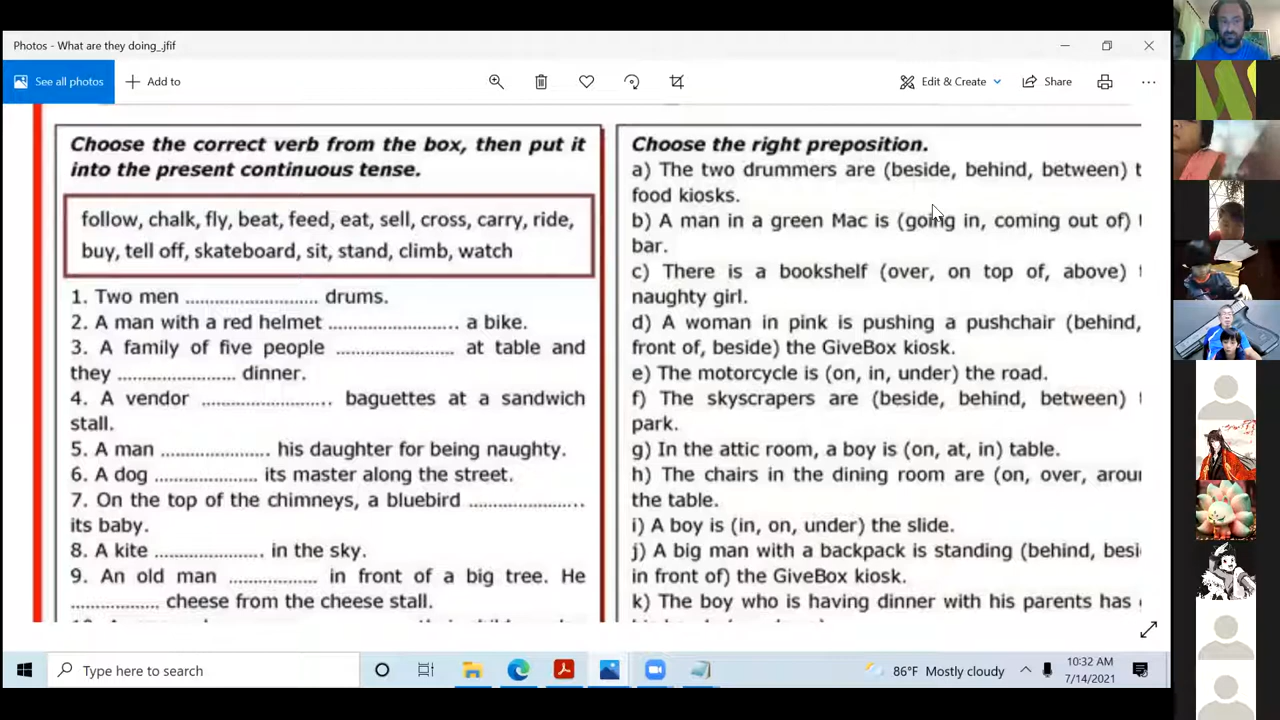 Photos - What are they doing_.jfif
See all photos
Add to
Edit & Create
Share
Choose the correct verb from the box, then put it
into the present continuous tense.
follow, chalk, fly, beat, feed, eat, sell, cross, carry, ride,
buy, tell off, skateboard, sit, stand, climb, watch
1. Two men .......................... drums.
2. A man with a red helmet ......................... a bike.
3. A family of five people ....................... at table and
they ....................... dinner.
4. A vendor ......................... baguettes at a sandwich
stall.
5. A man ..................... his daughter for being naughty.
6. A dog .................... its master along the street.
7. On the top of the chimneys, a bluebird ......................
its baby.
8. A kite ...................... in the sky.
9. An old man ................. in front of a big tree. He
................. cheese from the cheese stall.
Choose the right preposition.
a) The two drummers are (beside, behind, between) t
food kiosks.
b) A man in a green Mac is (going in, coming out of)
bar.
c) There is a bookshelf (over, on top of, above)
naughty girl.
d) A woman in pink is pushing a pushchair (behind,
front of, beside) the GiveBox kiosk.
e) The motorcycle is (on, in, under) the road.
f) The skyscrapers are (beside, behind, between)
park.
g) In the attic room, a boy is (on, at, in) table.
h) The chairs in the dining room are (on, over, arou
the table.
i) A boy is (in, on, under) the slide.
j) A big man with a backpack is standing (behind, besi
in front of) the GiveBox kiosk.
k) The boy who is having dinner with his parents has
Type here to search
86°F Mostly cloudy
10:32 AM
7/14/2021